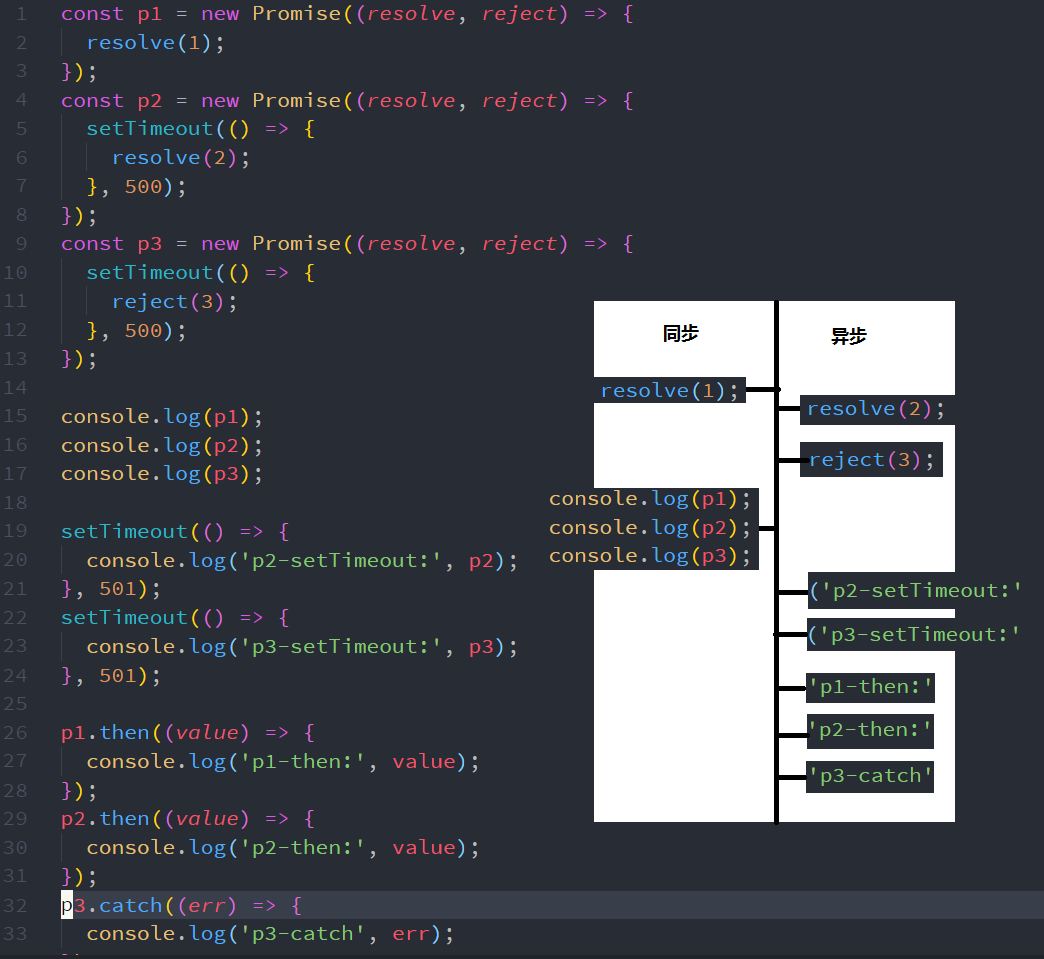 1 const p1 = new Promise((resolve, reject) => {
2 resolve(1);
3 });
4 const p2 = new Promise((resolve, reject) => {
5 setTimeout(() => {
6 resolve(2);
7 }, 500);
8 });
9 const p3 = new Promise((resolve, reject) => {
10 setTimeout(() => {
11 reject(3);
12 }, 500);
13 });
14
15 console.log(p1);
16 console.log(p2);
17 console.log(p3);
18
19 setTimeout(() => {
20 console.log('p2-setTimeout:', p2);
21 }, 501);
22 setTimeout(() => {
23 console.log('p3-setTimeout:', p3);
24 }, 501);
25
26 p1.then((value) => {
27 console.log('p1-then:', value);
28 });
29 p2.then((value) => {
30 console.log('p2-then:', value);
31 });
32 p3.catch((err) => {
33 console.log('p3-catch', err);
同步
异步
resolve(1);
resolve(2);
reject(3);
console.log(p1);
console.log(p2);
console.log(p3);
('p2-setTimeout:'
('p3-setTimeout:'
'p1-then:'
'p2-then:'
'p3-catch'